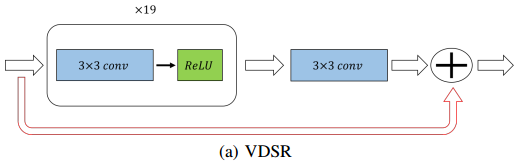 ×19
3×3 conv
ReLU
3×3 conv
(a) VDSR